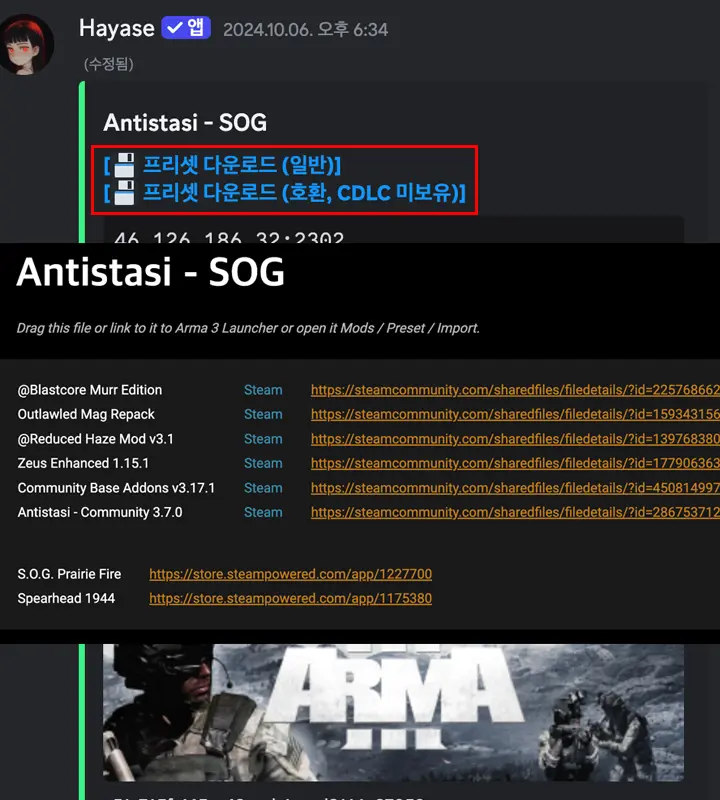 Hayase ✓ 앱 2024.10.06. 오후 6:34
(수정됨)
Antistasi - SOG
[💾 프리셋 다운로드 (일반)]
[💾 프리셋 다운로드 (호환, CDLC 미보유)]
46.126.186.32:2302
Antistasi - SOG
Drag this file or link to it to Arma 3 Launcher or open it Mods / Preset / Import.
@Blastcore Murr Edition Steam https://steamcommunity.com/sharedfiles/filedetails/?id=225768662
Outlawled Mag Repack Steam https://steamcommunity.com/sharedfiles/filedetails/?id=159343156
@Reduced Haze Mod v3.1 Steam https://steamcommunity.com/sharedfiles/filedetails/?id=139768380
Zeus Enhanced 1.15.1 Steam https://steamcommunity.com/sharedfiles/filedetails/?id=177906363
Community Base Addons v3.17.1 Steam https://steamcommunity.com/sharedfiles/filedetails/?id=450814997
Antistasi - Community 3.7.0 Steam https://steamcommunity.com/sharedfiles/filedetails/?id=286753712
S.O.G. Prairie Fire https://store.steampowered.com/app/1227700
Spearhead 1944 https://store.steampowered.com/app/1175380
ARMA
III